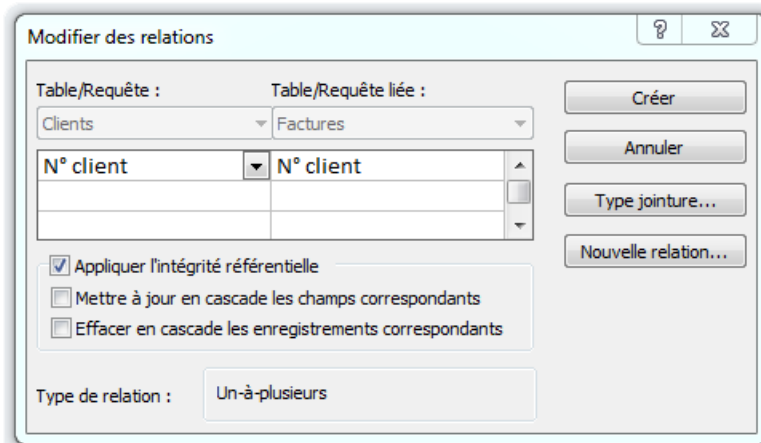 Modifier des relations
Table/Requête : Table/Requête liée :
Clients Factures
N° client N° client
Appliquer l'intégrité référentielle
Mettre à jour en cascade les champs correspondants
Effacer en cascade les enregistrements correspondants
Type de relation : Un-à-plusieurs
Créer
Annuler
Type jointure...
Nouvelle relation...